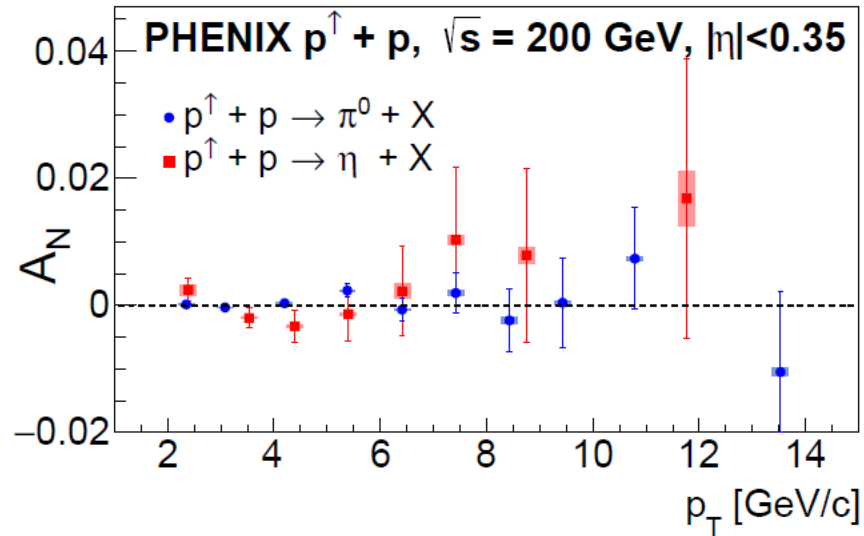 PHENIX p↑ + p, √s = 200 GeV, |η|<0.35
p↑ + p → π⁰ + X
p↑ + p → η + X
A_N
0.04
0.02
0
−0.02
2 4 6 8 10 12 14
p_T [GeV/c]